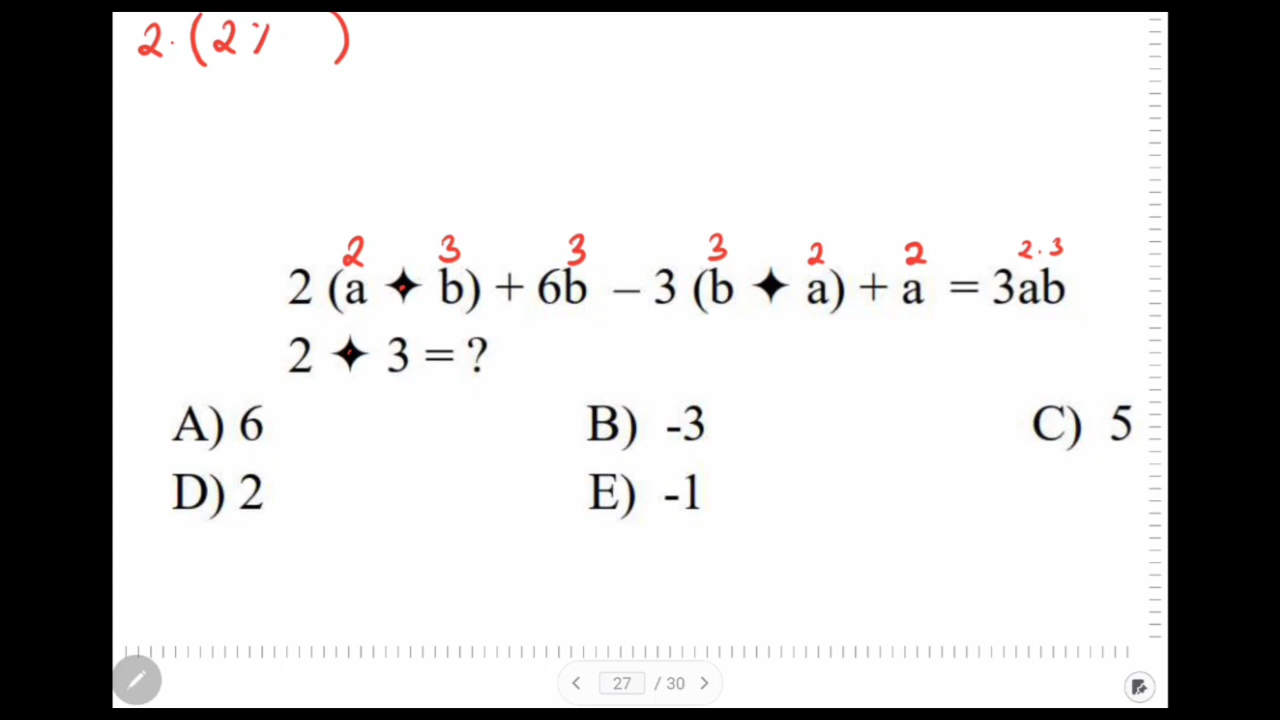 2·(2 )
2 3 3 3 2 2 2·3
2 (a ✦ b) + 6b – 3 (b ✦ a) + a = 3ab
2 ✦ 3 = ?
A) 6 B) -3 C) 5
D) 2 E) -1
27 / 30